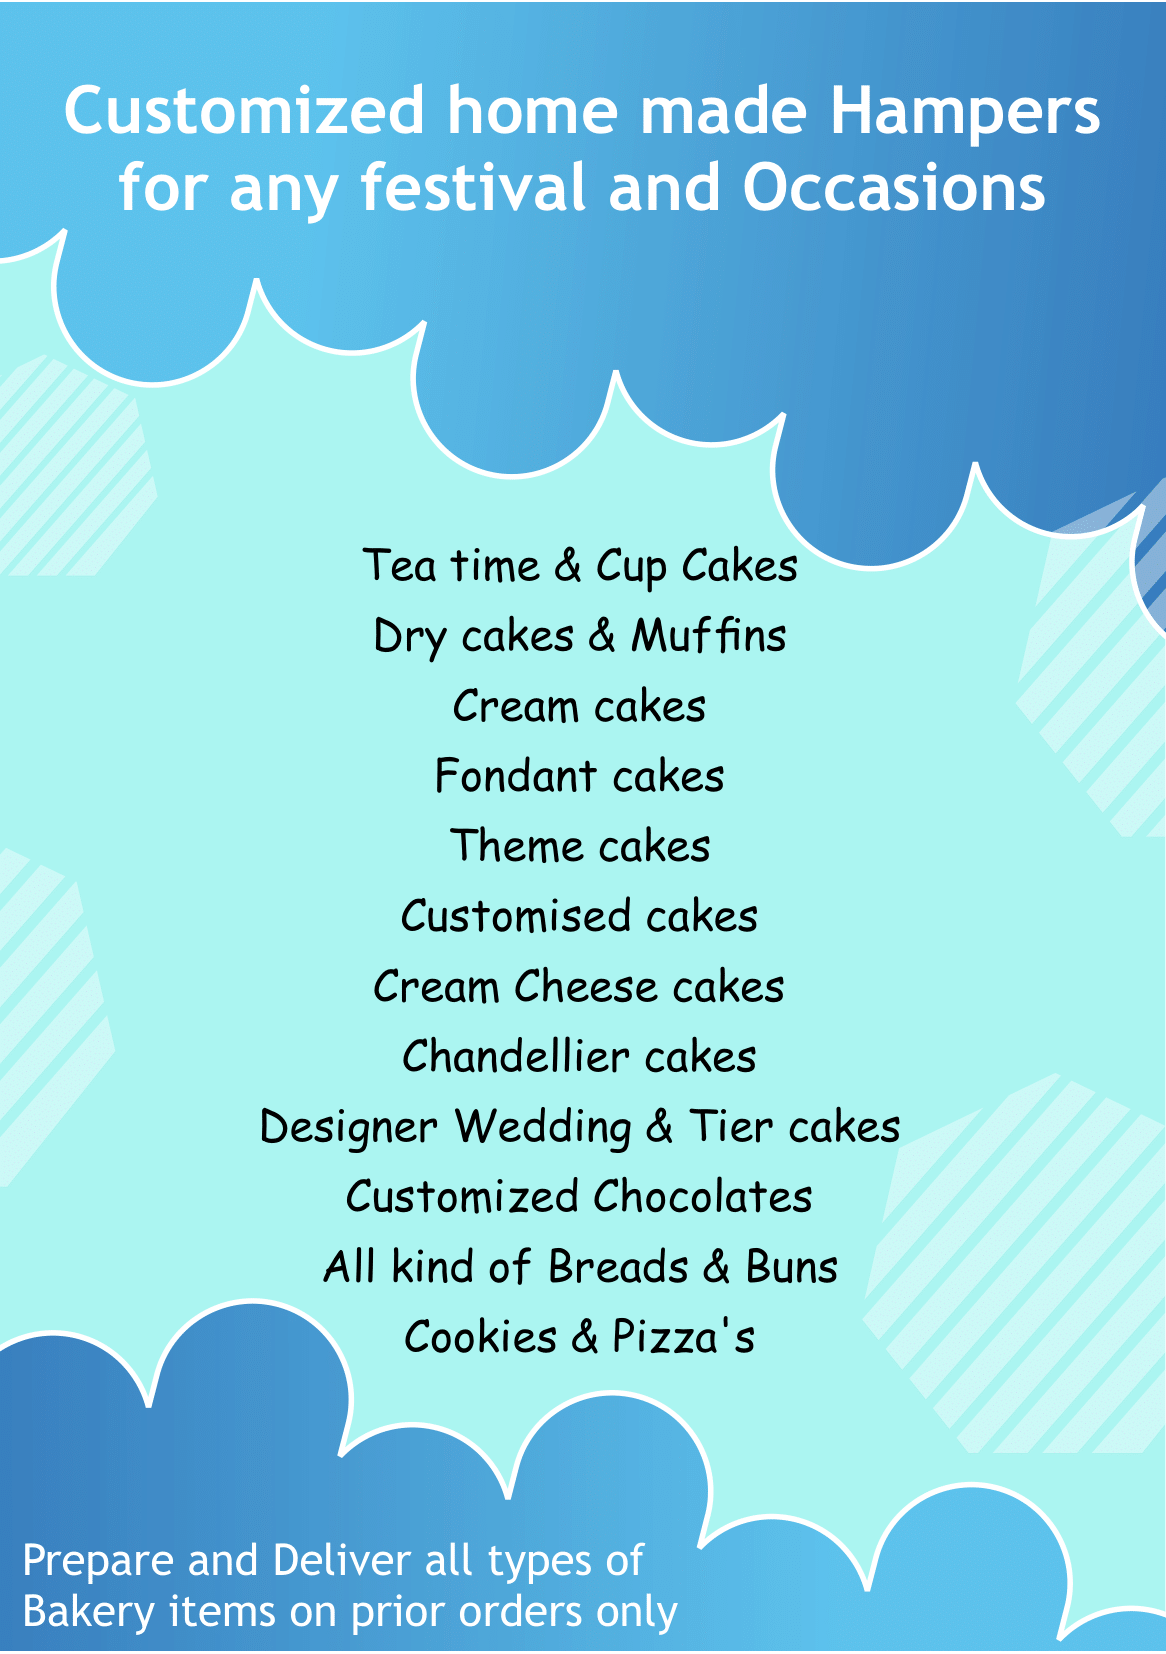 Customized home made Hampers
for any festival and Occasions
Tea time & Cup Cakes
Dry cakes & Muffins
Cream cakes
Fondant cakes
Theme cakes
Customised cakes
Cream Cheese cakes
Chandellier cakes
Designer Wedding & Tier cakes
Customized Chocolates
All kind of Breads & Buns
Cookies & Pizza's
Prepare and Deliver all types of
Bakery items on prior orders only